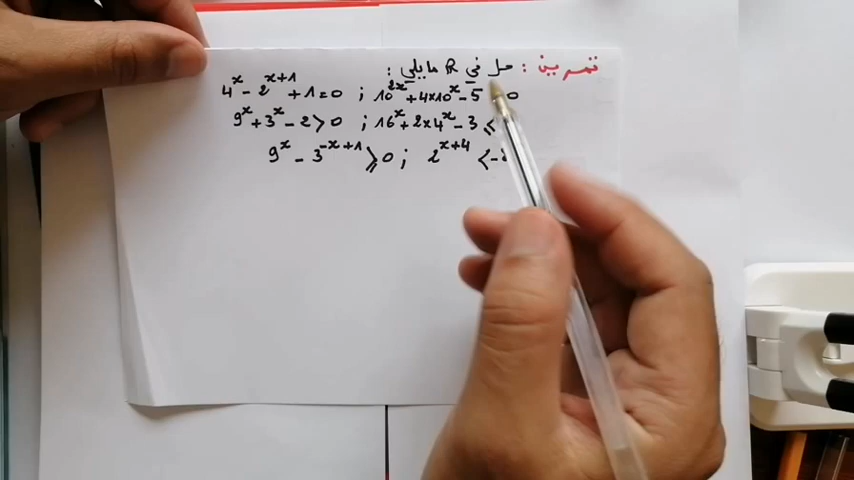 تمرين : حل في R مايلي :
4^x - 2^{x+1} + 1 = 0 ; 10^{2x} + 4×10^x - 5 0
9^x + 3^x - 2 > 0 ; 16^x + 2×4^x - 3 ≤
9^x - 3^{-x+1} ≥ 0 ; 2^{x+4} < -